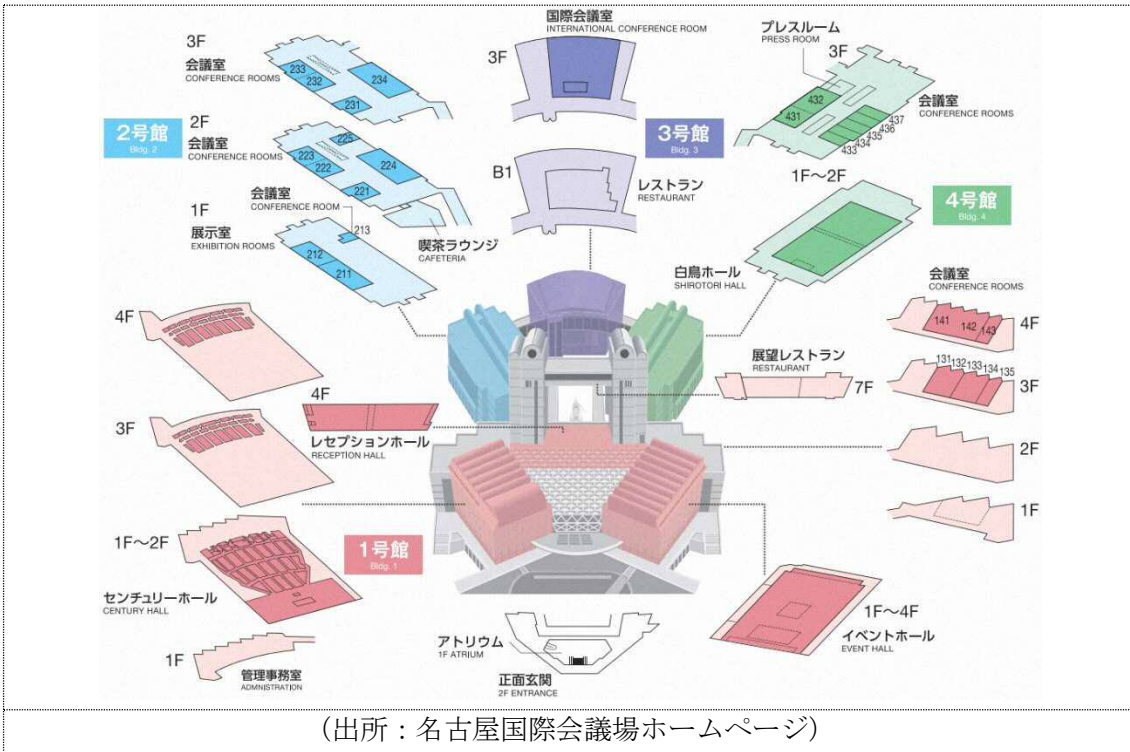 国際会議室
INTERNATIONAL CONFERENCE ROOM
3F
3F
会議室
CONFERENCE ROOMS
233
232
234
231
2号館
Bldg. 2
2F
会議室
CONFERENCE ROOMS
225
223
222
224
221
会議室
CONFERENCE ROOM
213
1F
展示室
EXHIBITION ROOMS
212
211
喫茶ラウンジ
CAFETERIA
3号館
Bldg. 3
B1
レストラン
RESTAURANT
プレスルーム
PRESS ROOM
3F
432
431
会議室
CONFERENCE ROOMS
437
436
435
434
433
1F〜2F
4号館
Bldg. 4
白鳥ホール
SHIROTORI HALL
会議室
CONFERENCE ROOMS
141
142
143
4F
131
132
133
134
135
3F
2F
1F
展望レストラン
RESTAURANT
7F
4F
4F
レセプションホール
RECEPTION HALL
3F
1F〜2F
1号館
Bldg. 1
センチュリーホール
CENTURY HALL
1F
管理事務室
ADMNISTRATION
アトリウム
1F ATRIUM
正面玄関
2F ENTRANCE
1F〜4F
イベントホール
EVENT HALL
(出所：名古屋国際会議場ホームページ)